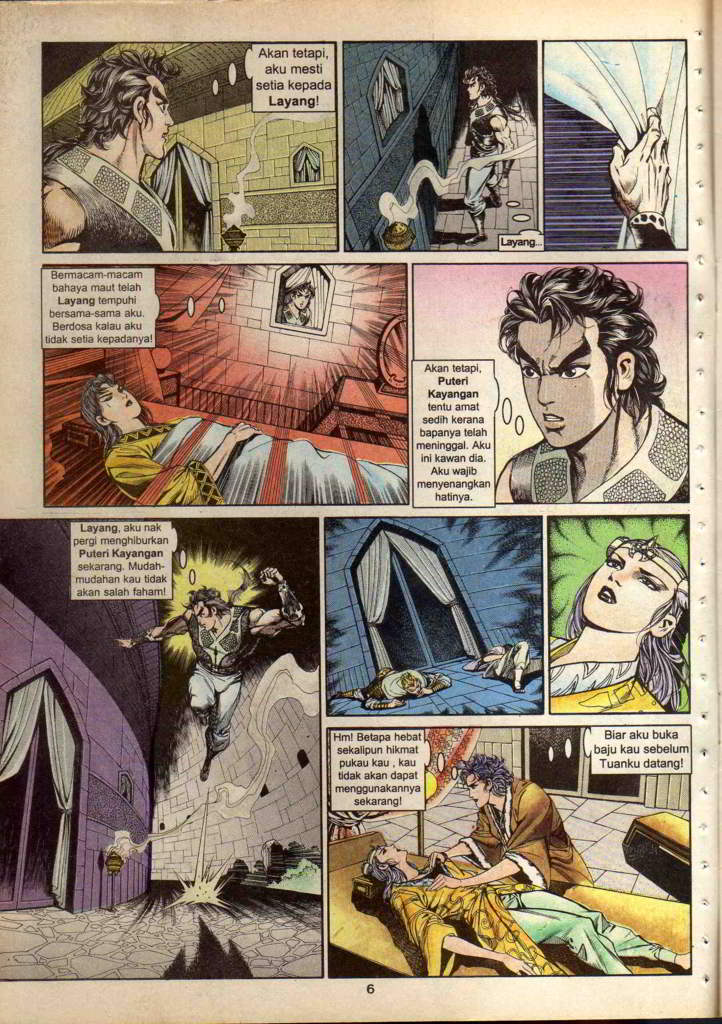 Akan tetapi,
aku mesti
setia kepada
Layang!
Layang...
Bermacam-macam
bahaya maut telah
Layang tempuhi
bersama-sama aku.
Berdosa kalau aku
tidak setia kepadanya!
Akan tetapi,
Puteri
Kayangan
tentu amat
sedih kerana
bapanya telah
meninggal. Aku
ini kawan dia.
Aku wajib
menyenangkan
hatinya.
Layang, aku nak
pergi menghiburkan
Puteri Kayangan
sekarang. Mudah-
mudahan kau tidak
akan salah faham!
Hm! Betapa hebat
sekalipun hikmat
pukau kau , kau
tidak akan dapat
menggunakannya
sekarang!
Biar aku buka
baju kau sebelum
Tuanku datang!
6